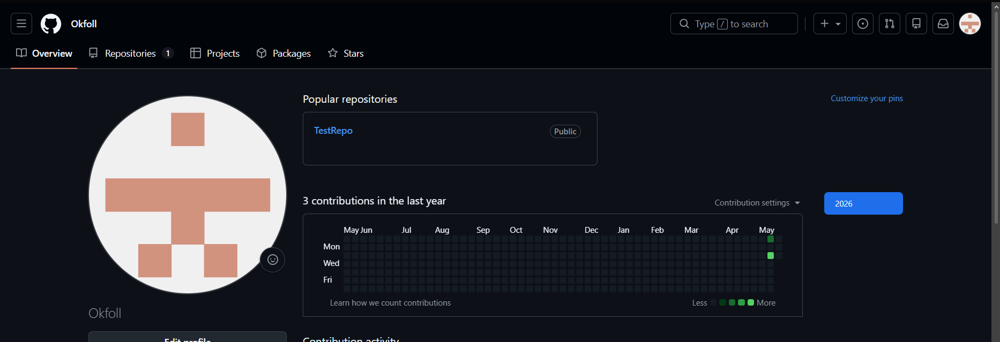 Okfoll
Type / to search
Overview
Repositories 1
Projects
Packages
Stars
Popular repositories
Customize your pins
TestRepo
Public
3 contributions in the last year
Contribution settings
2026
May Jun Jul Aug Sep Oct Nov Dec Jan Feb Mar Apr May
Mon
Wed
Fri
Learn how we count contributions
Less More
Okfoll
Edit profile
Contribution activity